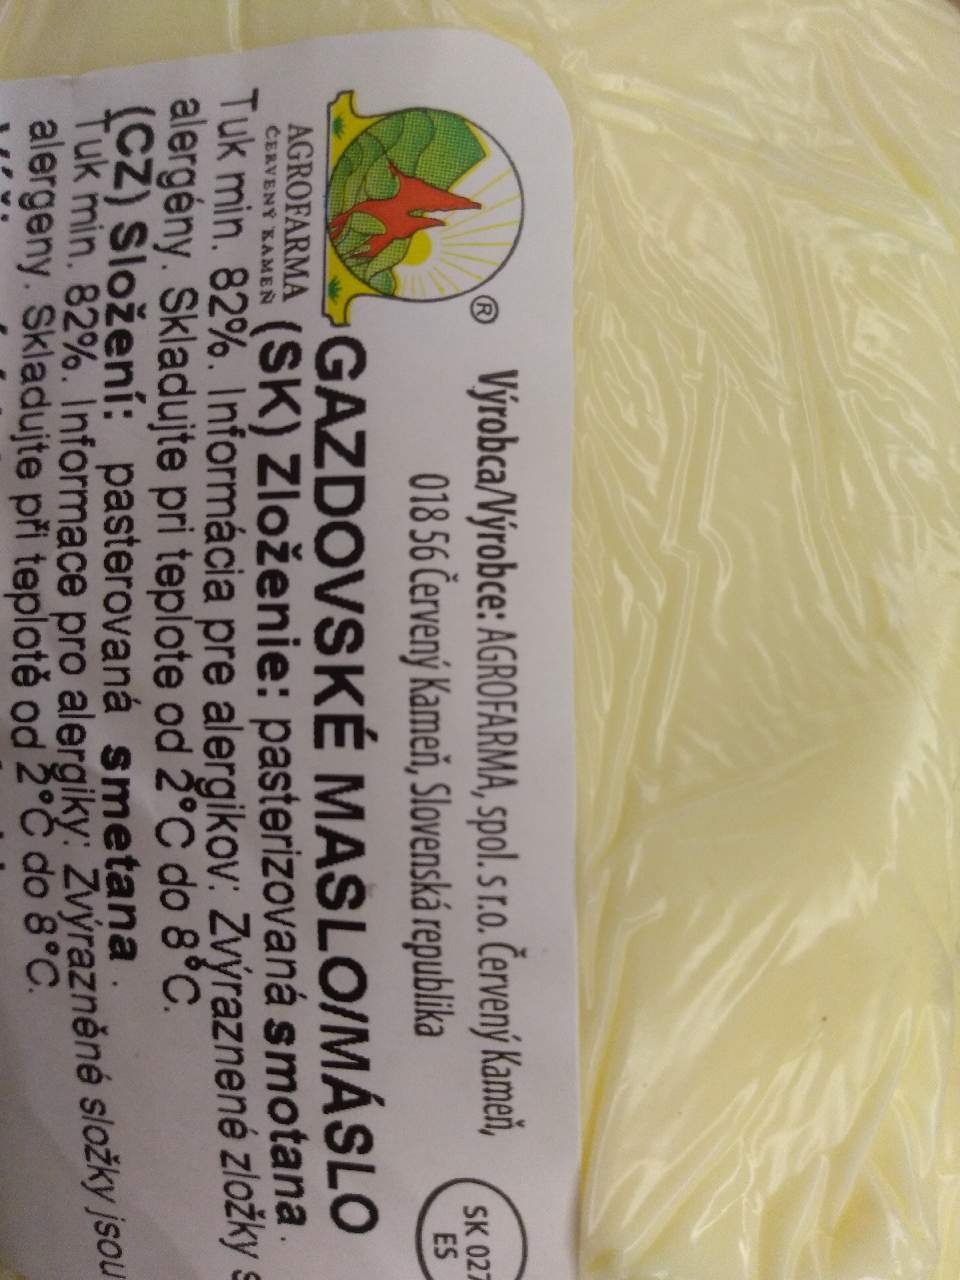 ®
AGROFARMA
ČERVENÝ KAMEŇ
Výrobca/Výrobce: AGROFARMA, spol. s r.o. Červený Kameň,
018 56 Červený Kameň, Slovenská republika
SK 027
ES
GAZDOVSKÉ MASLO/MÁSLO
(SK) Zloženie: pasterizovaná smotana.
Tuk min. 82%. Informácia pre alergikov: Zvýraznené zložky
alergény. Skladujte pri teplote od 2°C do 8°C.
(CZ) Složení: pasterovaná smetana.
Tuk min. 82%. Informace pro alergiky: Zvýrazněné složky jsou
alergeny. Skladujte při teplotě od 2°C do 8°C.